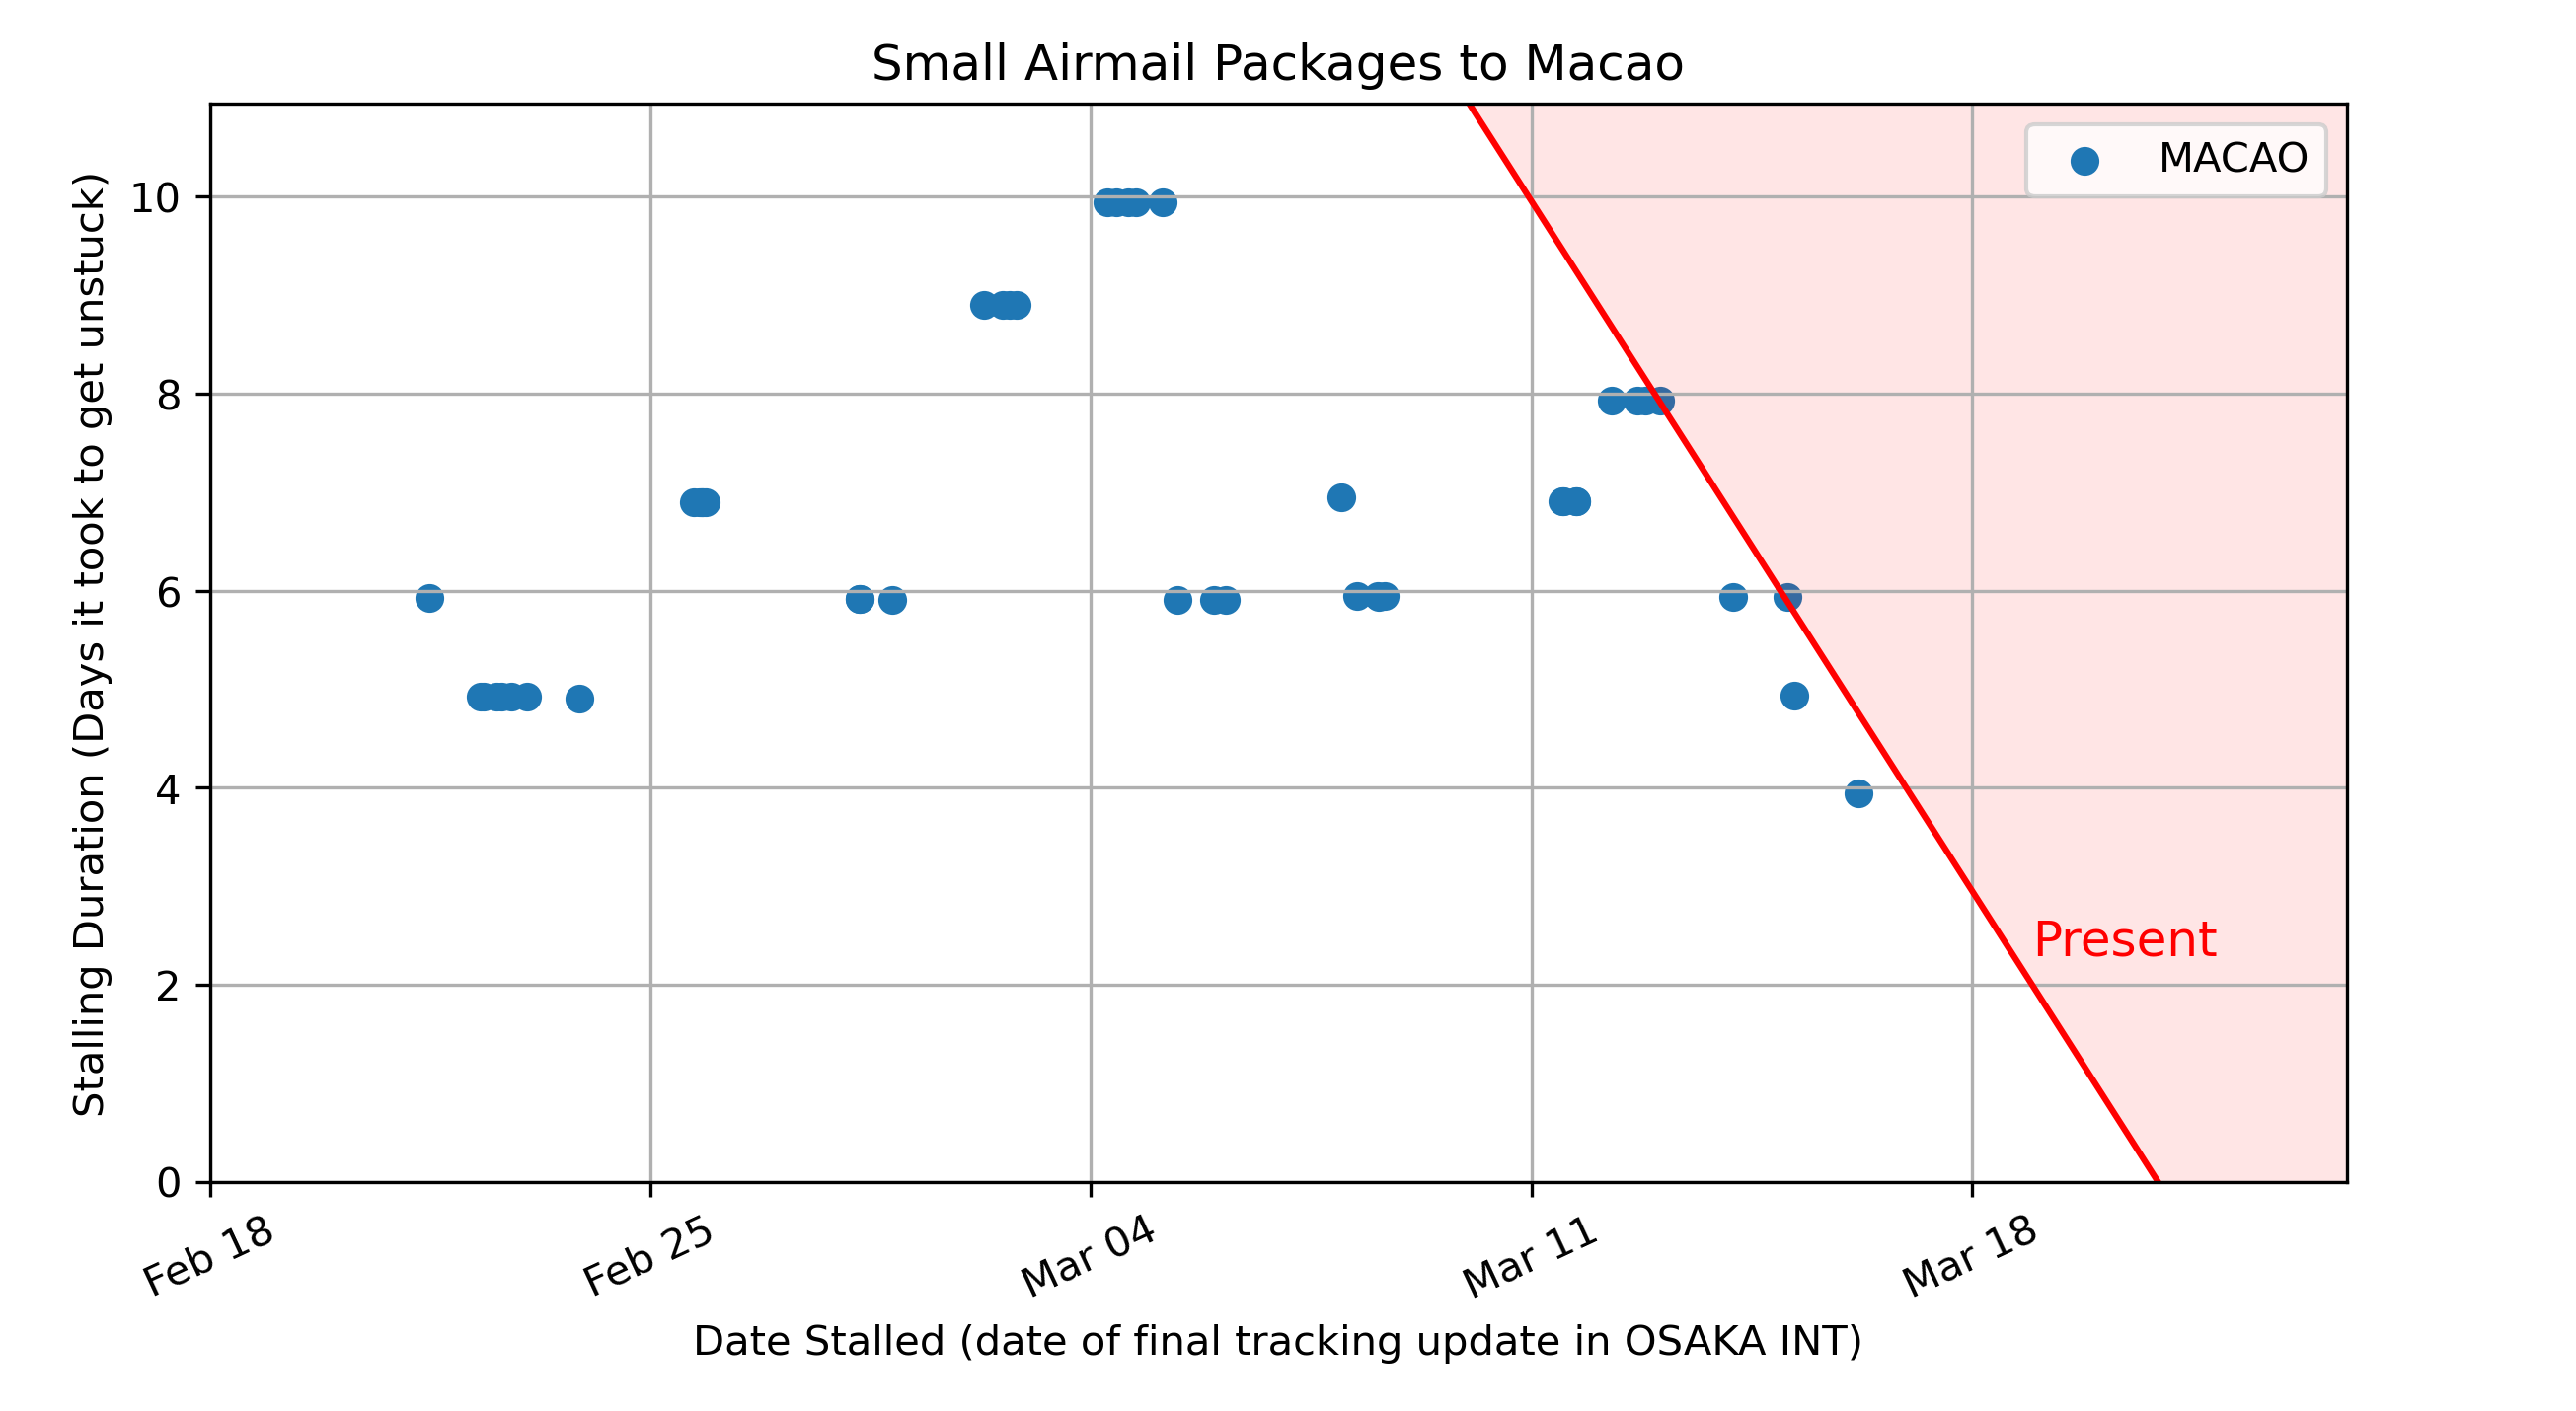 Small Airmail Packages to Macao
Stalling Duration (Days it took to get unstuck)
10
8
6
4
2
0
MACAO
Present
Feb 18
Feb 25
Mar 04
Mar 11
Mar 18
Date Stalled (date of final tracking update in OSAKA INT)